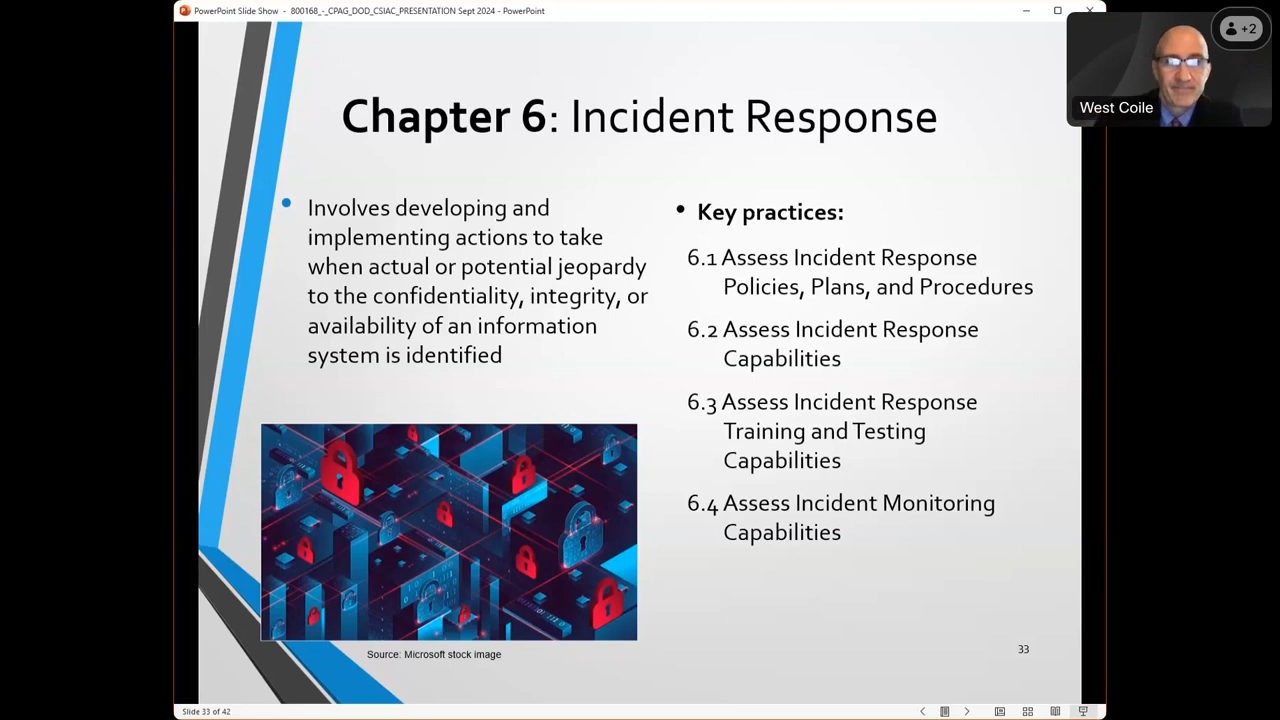 PowerPoint Slide Show - 800168_-_CPAG_DOD_CSIAC_PRESENTATION Sept 2024 - PowerPoint
+2
West Coile
Chapter 6: Incident Response
Involves developing and
implementing actions to take
when actual or potential jeopardy
to the confidentiality, integrity, or
availability of an information
system is identified
Source: Microsoft stock image
• Key practices:
6.1 Assess Incident Response
Policies, Plans, and Procedures
6.2 Assess Incident Response
Capabilities
6.3 Assess Incident Response
Training and Testing
Capabilities
6.4 Assess Incident Monitoring
Capabilities
33
Slide 33 of 42